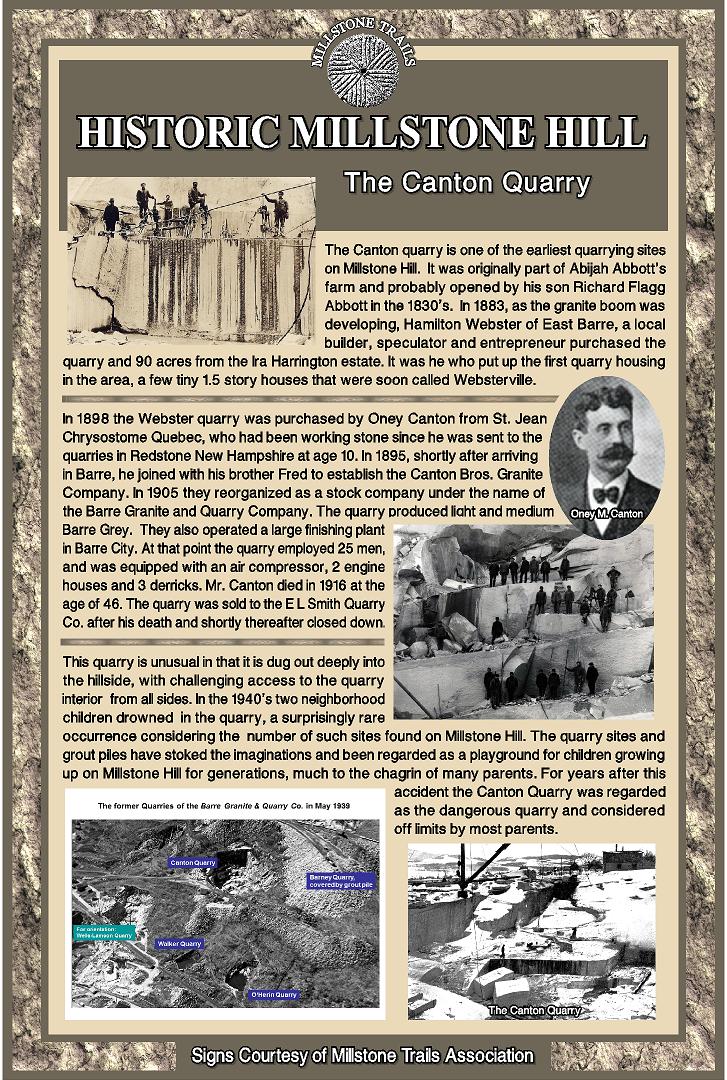 MILLSTONE TRAILS
HISTORIC MILLSTONE HILL
The Canton Quarry
The Canton quarry is one of the earliest quarrying sites
on Millstone Hill. It was originally part of Abijah Abbott's
farm and probably opened by his son Richard Flagg
Abbott in the 1830's. In 1883, as the granite boom was
developing, Hamilton Webster of East Barre, a local
builder, speculator and entrepreneur purchased the
quarry and 90 acres from the Ira Harrington estate. It was he who put up the first quarry housing
in the area, a few tiny 1.5 story houses that were soon called Websterville.
In 1898 the Webster quarry was purchased by Oney Canton from St. Jean
Chrysostome Quebec, who had been working stone since he was sent to the
quarries in Redstone New Hampshire at age 10. In 1895, shortly after arriving
in Barre, he joined with his brother Fred to establish the Canton Bros. Granite
Company. In 1905 they reorganized as a stock company under the name of
the Barre Granite and Quarry Company. The quarry produced light and medium
Barre Grey. They also operated a large finishing plant
in Barre City. At that point the quarry employed 25 men,
and was equipped with an air compressor, 2 engine
houses and 3 derricks. Mr. Canton died in 1916 at the
age of 46. The quarry was sold to the E L Smith Quarry
Co. after his death and shortly thereafter closed down.
Oney M. Canton
This quarry is unusual in that it is dug out deeply into
the hillside, with challenging access to the quarry
interior from all sides. In the 1940's two neighborhood
children drowned in the quarry, a surprisingly rare
occurrence considering the number of such sites found on Millstone Hill. The quarry sites and
grout piles have stoked the imaginations and been regarded as a playground for children growing
up on Millstone Hill for generations, much to the chagrin of many parents. For years after this
accident the Canton Quarry was regarded
as the dangerous quarry and considered
off limits by most parents.
The former Quarries of the Barre Granite & Quarry Co. in May 1939
Canton Quarry
Barney Quarry,
covered by grout pile
For orientation:
Wells-Lamson Quarry
Walker Quarry
O'Herin Quarry
The Canton Quarry
Signs Courtesy of Millstone Trails Association